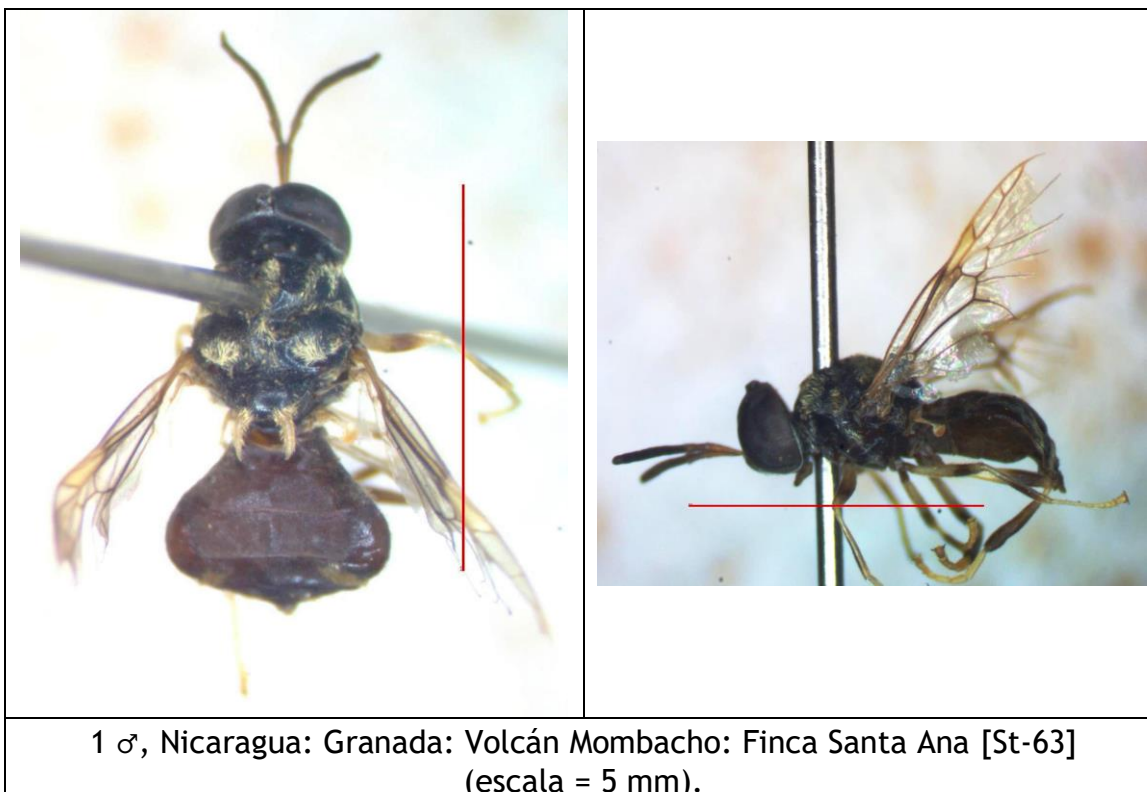 1 ♂, Nicaragua: Granada: Volcán Mombacho: Finca Santa Ana [St-63]
(escala = 5 mm).